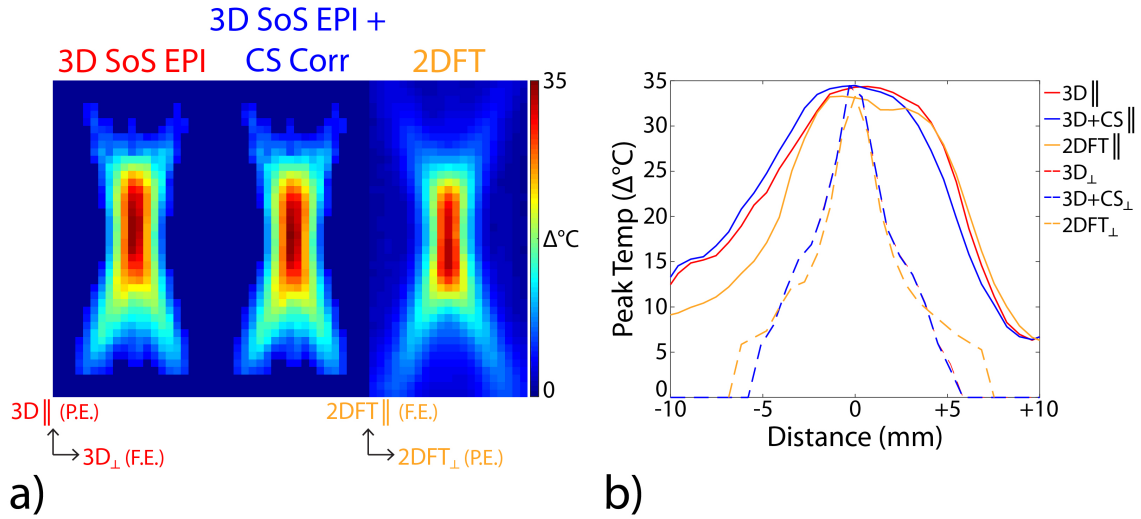 3D SoS EPI +
3D SoS EPI CS Corr 2DFT
35
Δ°C
0
3D∥ (P.E.)
3D⊥ (F.E.)
2DFT∥ (F.E.)
2DFT⊥ (P.E.)
a)
Peak Temp (Δ°C)
35
30
25
20
15
10
5
0
-10 -5 0 +5 +10
Distance (mm)
3D∥
3D+CS∥
2DFT∥
3D⊥
3D+CS⊥
2DFT⊥
b)